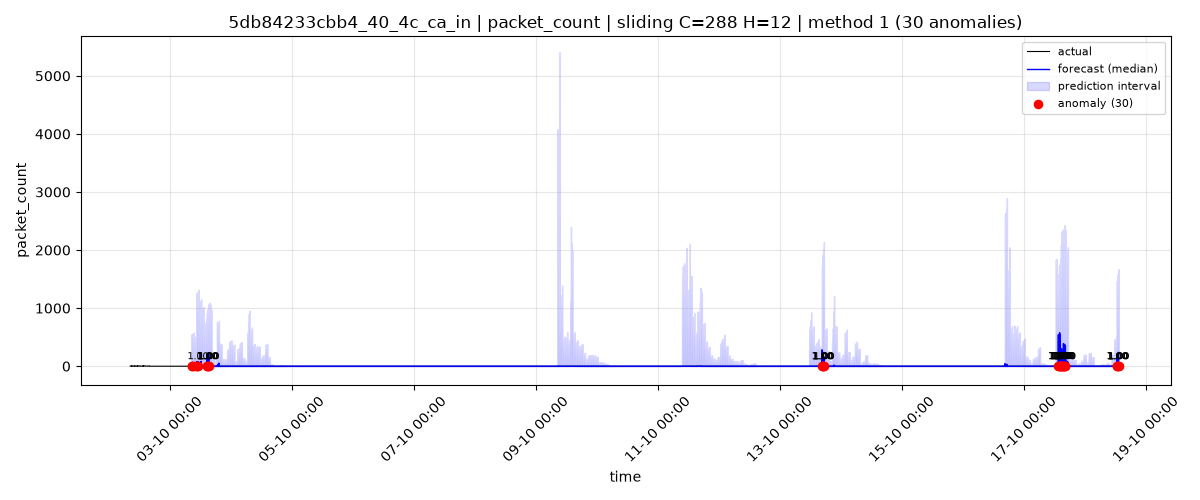 5db84233cbb4_40_4c_ca_in | packet_count | sliding C=288 H=12 | method 1 (30 anomalies)
actual
forecast (median)
prediction interval
anomaly (30)
packet_count
5000
4000
3000
2000
1000
0
1.00
1.00
1.00
03-10 00:00
05-10 00:00
07-10 00:00
09-10 00:00
11-10 00:00
13-10 00:00
15-10 00:00
17-10 00:00
19-10 00:00
time